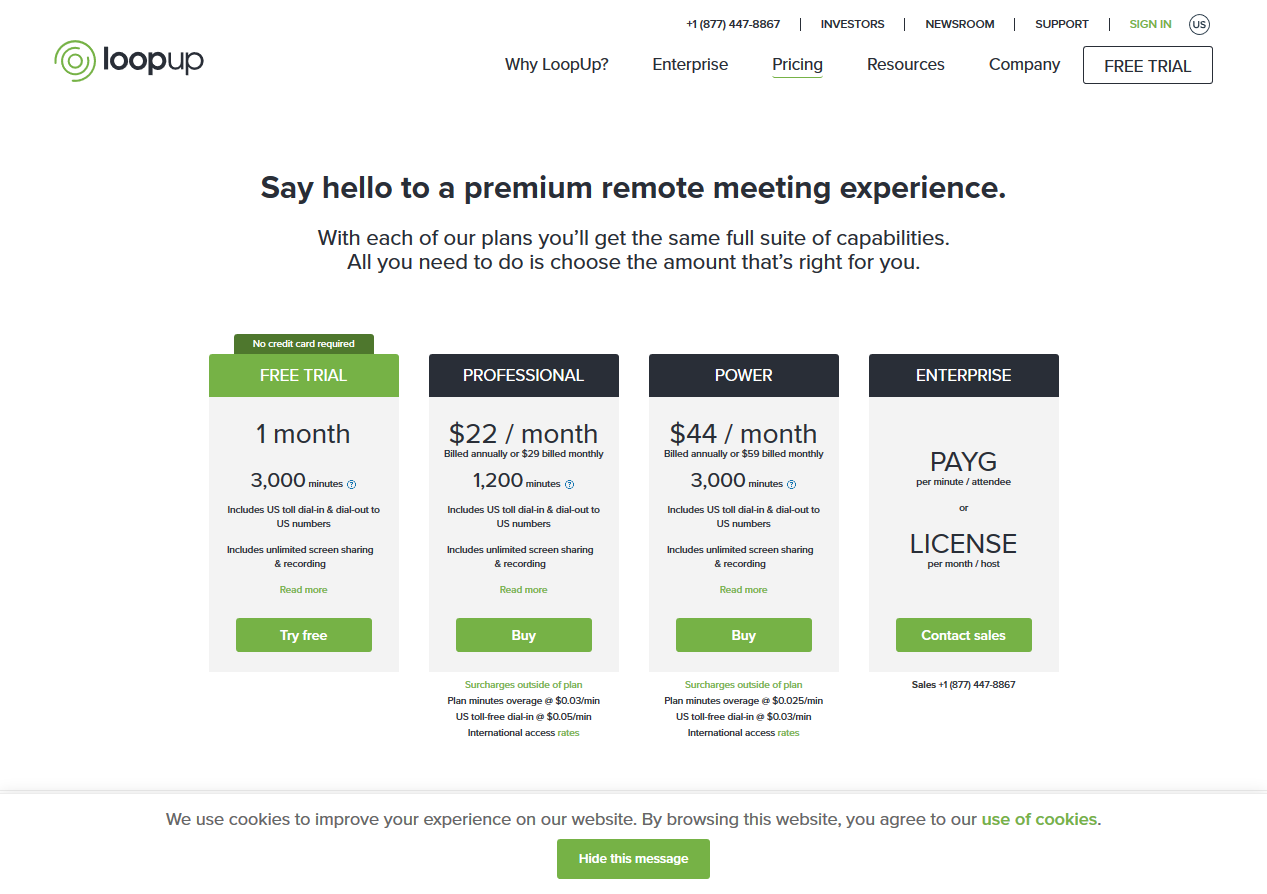 +1 (877) 447-8867 | INVESTORS | NEWSROOM | SUPPORT | SIGN IN US
loopup
Why LoopUp? Enterprise Pricing Resources Company FREE TRIAL
Say hello to a premium remote meeting experience.
With each of our plans you’ll get the same full suite of capabilities.
All you need to do is choose the amount that’s right for you.
No credit card required
FREE TRIAL
1 month
3,000 minutes ?
Includes US toll dial-in & dial-out to
US numbers
Includes unlimited screen sharing
& recording
Read more
Try free
PROFESSIONAL
$22 / month
Billed annually or $29 billed monthly
1,200 minutes ?
Includes US toll dial-in & dial-out to
US numbers
Includes unlimited screen sharing
& recording
Read more
Buy
Surcharges outside of plan
Plan minutes overage @ $0.03/min
US toll-free dial-in @ $0.05/min
International access rates
POWER
$44 / month
Billed annually or $59 billed monthly
3,000 minutes ?
Includes US toll dial-in & dial-out to
US numbers
Includes unlimited screen sharing
& recording
Read more
Buy
Surcharges outside of plan
Plan minutes overage @ $0.025/min
US toll-free dial-in @ $0.03/min
International access rates
ENTERPRISE
PAYG
per minute / attendee
or
LICENSE
per month / host
Contact sales
Sales +1 (877) 447-8867
We use cookies to improve your experience on our website. By browsing this website, you agree to our use of cookies.
Hide this message